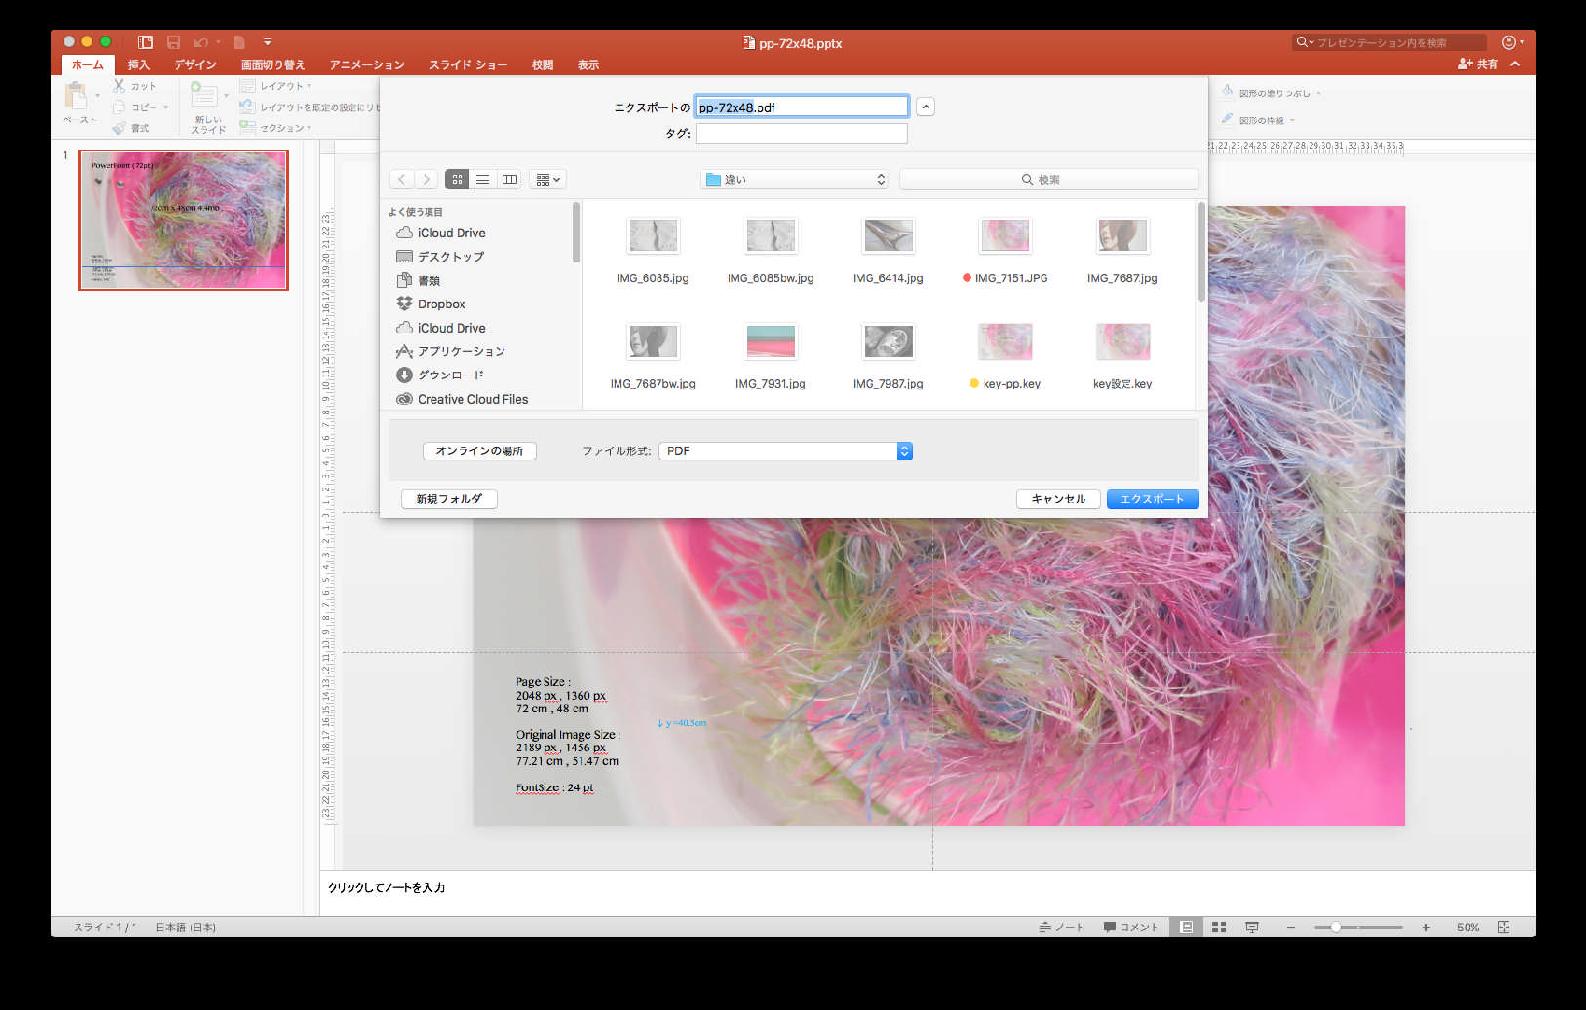 pp-72x48.pptx
プレゼンテーション内を検索
ホーム 挿入 デザイン 画面切り替え アニメーション スライド ショー 校閲 表示
共有
カット
コピー
書式
ペースト
新しい
スライド
レイアウト
レイアウトを既定の設定にリ
セクション
エクスポートの
pp-72x48.pdf
タグ:
図形の塗りつぶし
図形の枠線
違い
検索
よく使う項目
iCloud Drive
デスクトップ
書類
Dropbox
iCloud Drive
アプリケーション
ダウンロード
Creative Cloud Files
IMG_6085bw.jpg IMG_6414.jpg IMG_7151.JPG IMG_7687.jpg
IMG_7687bw.jpg IMG_7931.jpg IMG_7987.jpg key-pp.key key設定.key
オンラインの場所
ファイル形式: PDF
新規フォルダ
キャンセル エクスポート
1
PowerPoint (72pt)
Page Size :
2048 px , 1360 px
72 cm , 48 cm
↓ y=40.5cm
Original Image Size :
2189 px , 1456 px
77.21 cm , 51.47 cm
FontSize : 24 pt
クリックしてノートを入力
スライド 1 / 1 日本語 (日本)
ノート コメント 50%